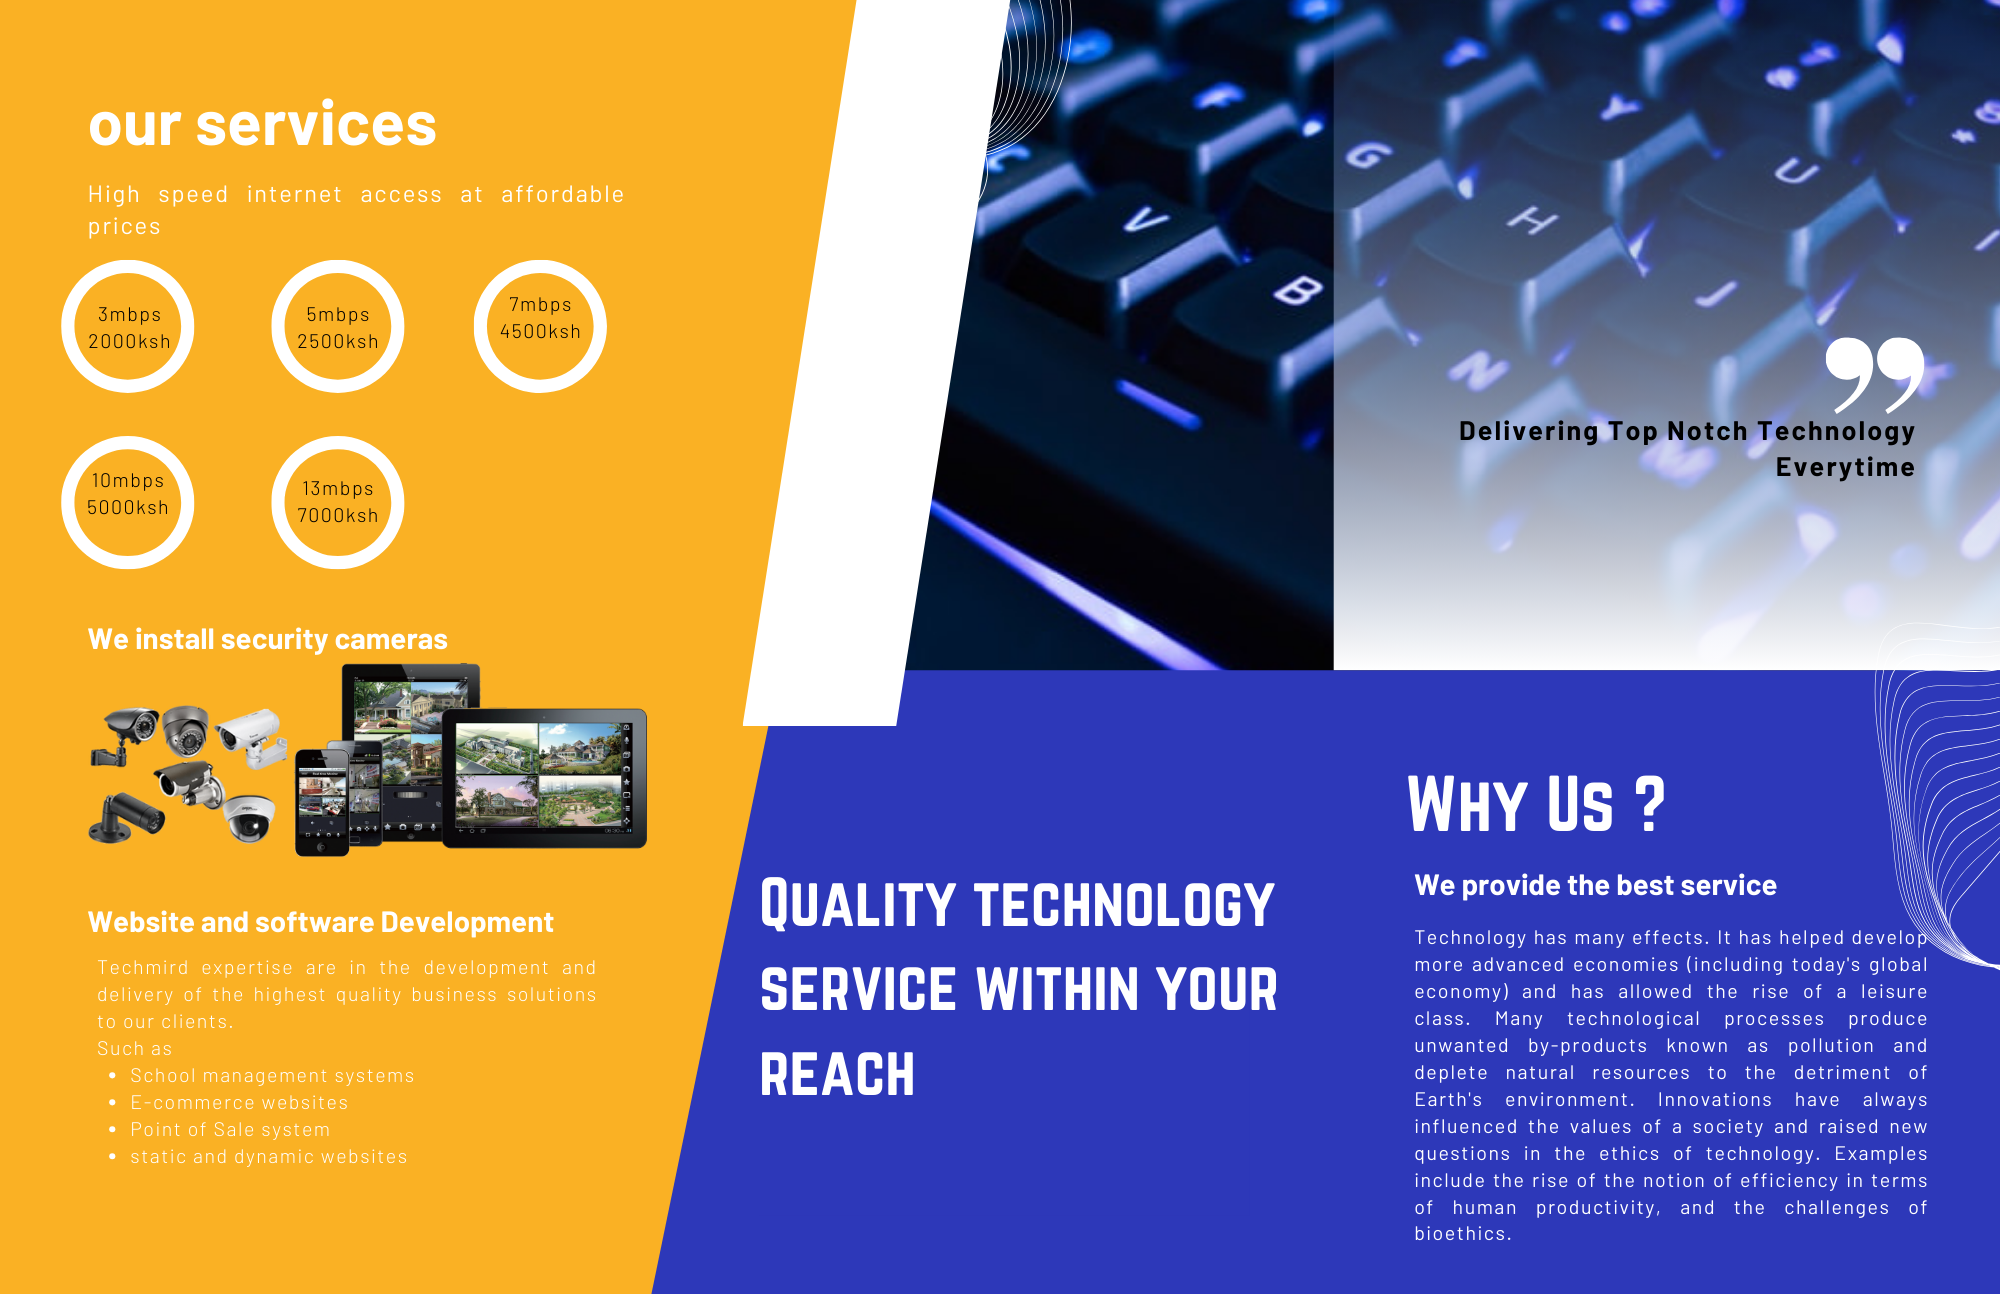 our services
High speed internet access at affordable
prices
3mbps
2000ksh
5mbps
2500ksh
7mbps
4500ksh
10mbps
5000ksh
13mbps
7000ksh
We install security cameras
Website and software Development
Techmird expertise are in the development and
delivery of the highest quality business solutions
to our clients.
Such as
• School management systems
• E-commerce websites
• Point of Sale system
• static and dynamic websites
Quality technology
service within your
reach
F
G
Y
U
8
*
C
V
H
I
B
J
N
M
”
Delivering Top Notch Technology
Everytime
Why Us ?
We provide the best service
Technology has many effects. It has helped develop
more advanced economies (including today's global
economy) and has allowed the rise of a leisure
class. Many technological processes produce
unwanted by-products known as pollution and
deplete natural resources to the detriment of
Earth's environment. Innovations have always
influenced the values of a society and raised new
questions in the ethics of technology. Examples
include the rise of the notion of efficiency in terms
of human productivity, and the challenges of
bioethics.